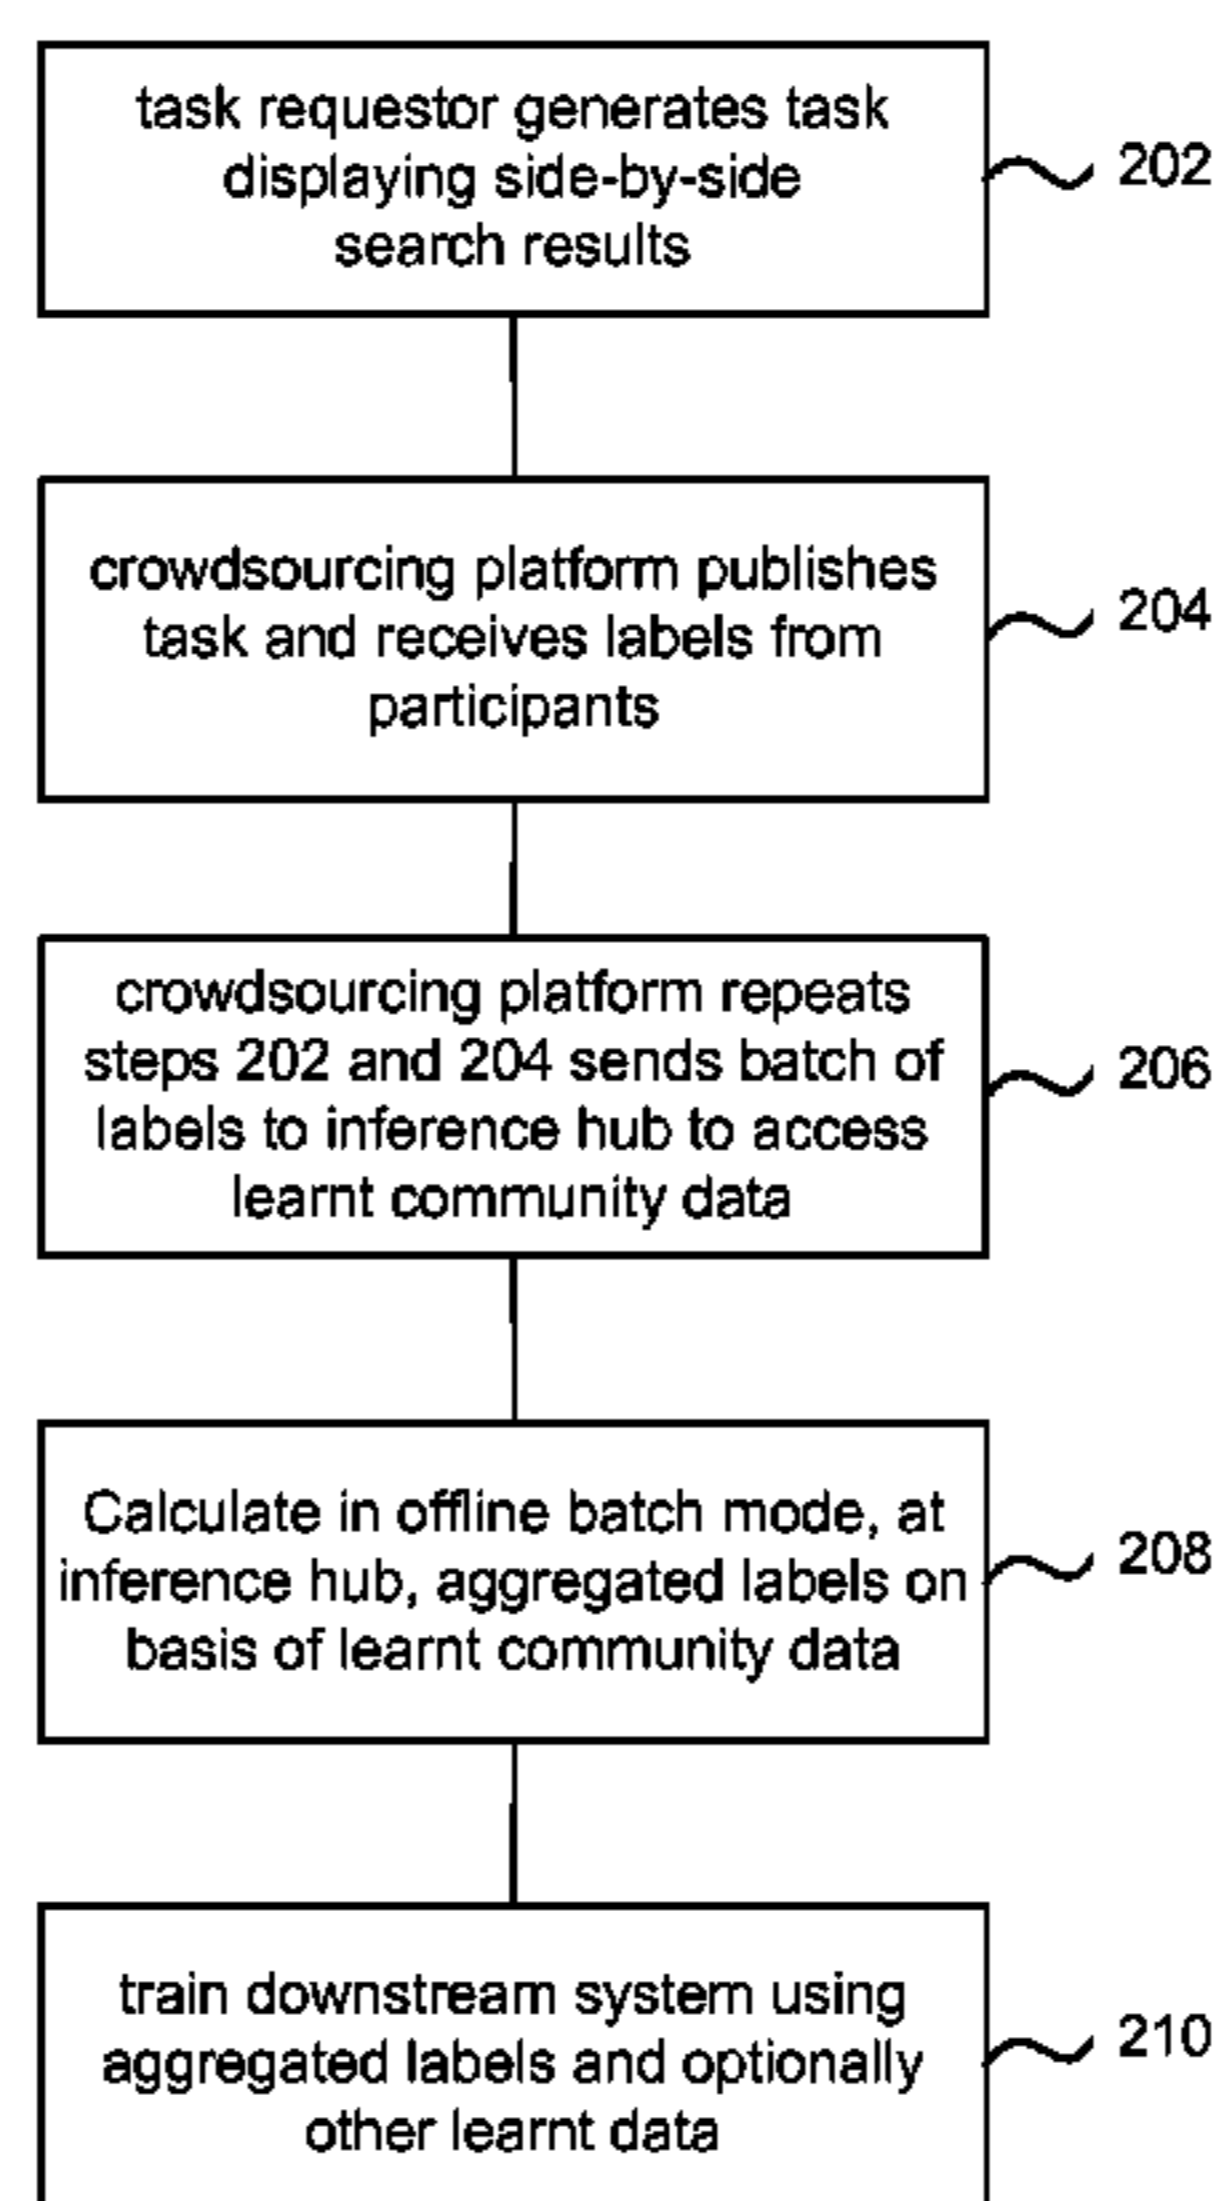 task requestor generates task
displaying side-by-side
search results
202
crowdsourcing platform publishes
task and receives labels from
participants
204
crowdsourcing platform repeats
steps 202 and 204 sends batch of
labels to inference hub to access
learnt community data
206
Calculate in offline batch mode, at
inference hub, aggregated labels on
basis of learnt community data
208
train downstream system using
aggregated labels and optionally
other learnt data
210